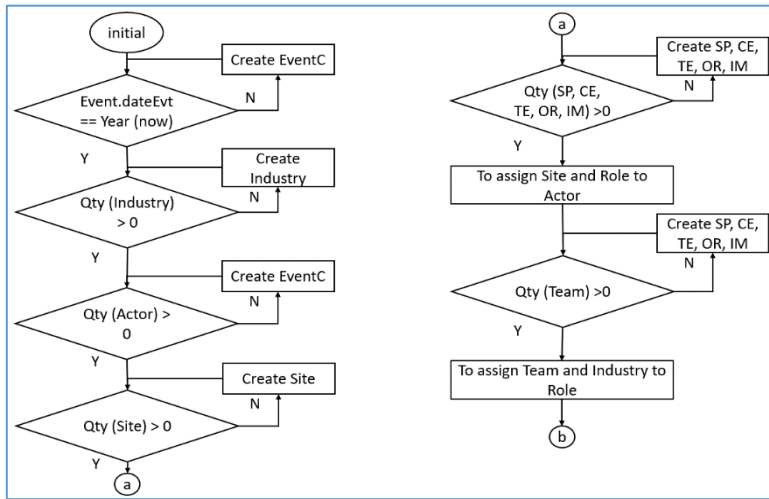 initial
Create EventC
Event.dateEvt
== Year (now)
N
Y
Create
Industry
Qty (Industry)
> 0
N
Y
Create EventC
Qty (Actor) >
0
N
Y
Create Site
Qty (Site) > 0
N
Y
a
a
Create SP, CE,
TE, OR, IM
Qty (SP, CE,
TE, OR, IM) >0
N
Y
To assign Site and Role to
Actor
Create SP, CE,
TE, OR, IM
Qty (Team) >0
N
Y
To assign Team and Industry to
Role
b